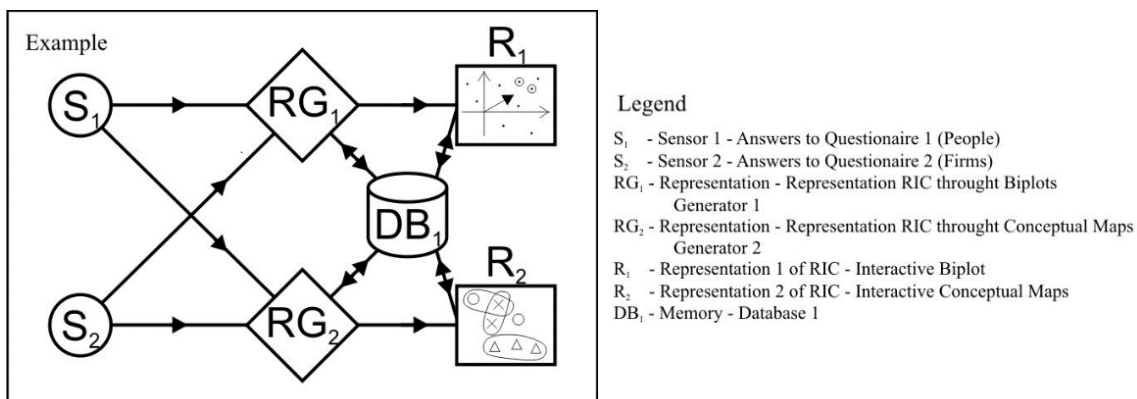 Example
S1
S2
RG1
RG2
DB1
R1
R2
Legend
S1 - Sensor 1 - Answers to Questionaire 1 (People)
S2 - Sensor 2 - Answers to Questionaire 2 (Firms)
RG1 - Representation - Representation RIC throught Biplots
Generator 1
RG2 - Representation - Representation RIC throught Conceptual Maps
Generator 2
R1 - Representation 1 of RIC - Interactive Biplot
R2 - Representation 2 of RIC - Interactive Conceptual Maps
DB1 - Memory - Database 1